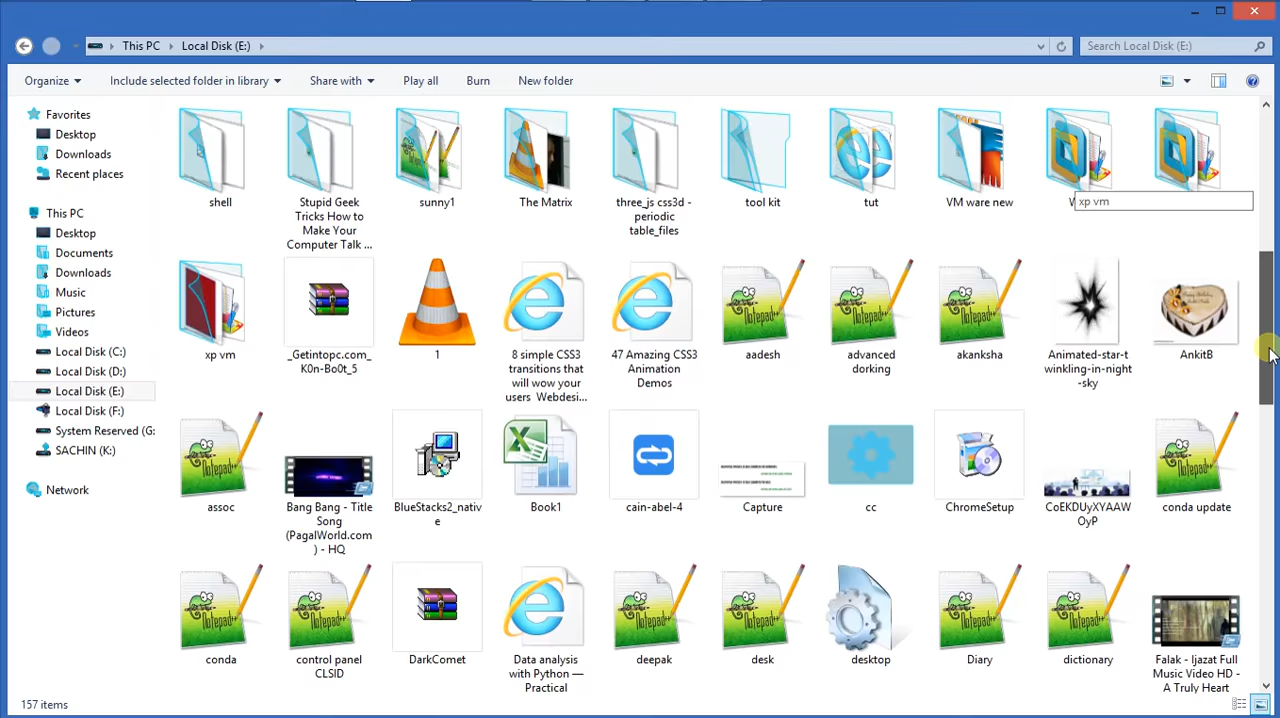 This PC Local Disk (E:)
Search Local Disk (E:)
Organize Include selected folder in library Share with Play all Burn New folder
Favorites
Desktop
Downloads
Recent places
This PC
Desktop
Documents
Downloads
Music
Pictures
Videos
Local Disk (C:)
Local Disk (D:)
Local Disk (E:)
Local Disk (F:)
System Reserved (G:
SACHIN (K:)
Network
shell
Stupid Geek
Tricks How to
Make Your
Computer Talk ...
sunny1
The Matrix
three_js css3d -
periodic
table_files
tool kit
tut
VM ware new
xp vm
xp vm
_Getintopc.com_
K0n-Bo0t_5
1
8 simple CSS3
transitions that
will wow your
users Webdesi...
47 Amazing CSS3
Animation
Demos
aadesh
advanced
dorking
akanksha
Animated-star-t
winkling-in-night
-sky
AnkitB
assoc
Bang Bang - Title
Song
(PagalWorld.com
) - HQ
BlueStacks2_nativ
e
Book1
cain-abel-4
Capture
cc
ChromeSetup
CoEKDUyXYAAW
OyP
conda update
conda
control panel
CLSID
DarkComet
Data analysis
with Python —
Practical
deepak
desk
desktop
Diary
dictionary
Falak - Ijazat Full
Music Video HD -
A Truly Heart
157 items